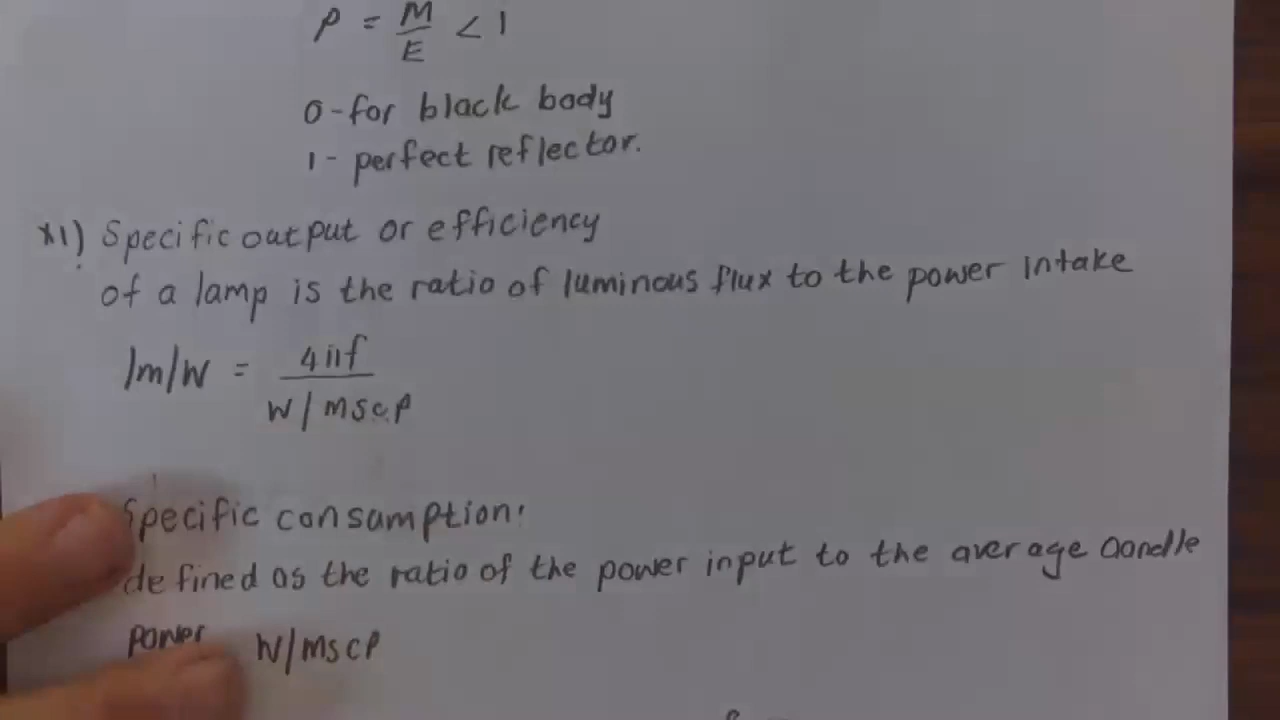 ρ = M/E < 1
0 - for black body
1 - perfect reflector.
x1) Specific output or efficiency
of a lamp is the ratio of luminous flux to the power intake
lm/W = 4πf / W/MSCP
Specific consumption:
defined as the ratio of the power input to the average candle
power W/MSCP